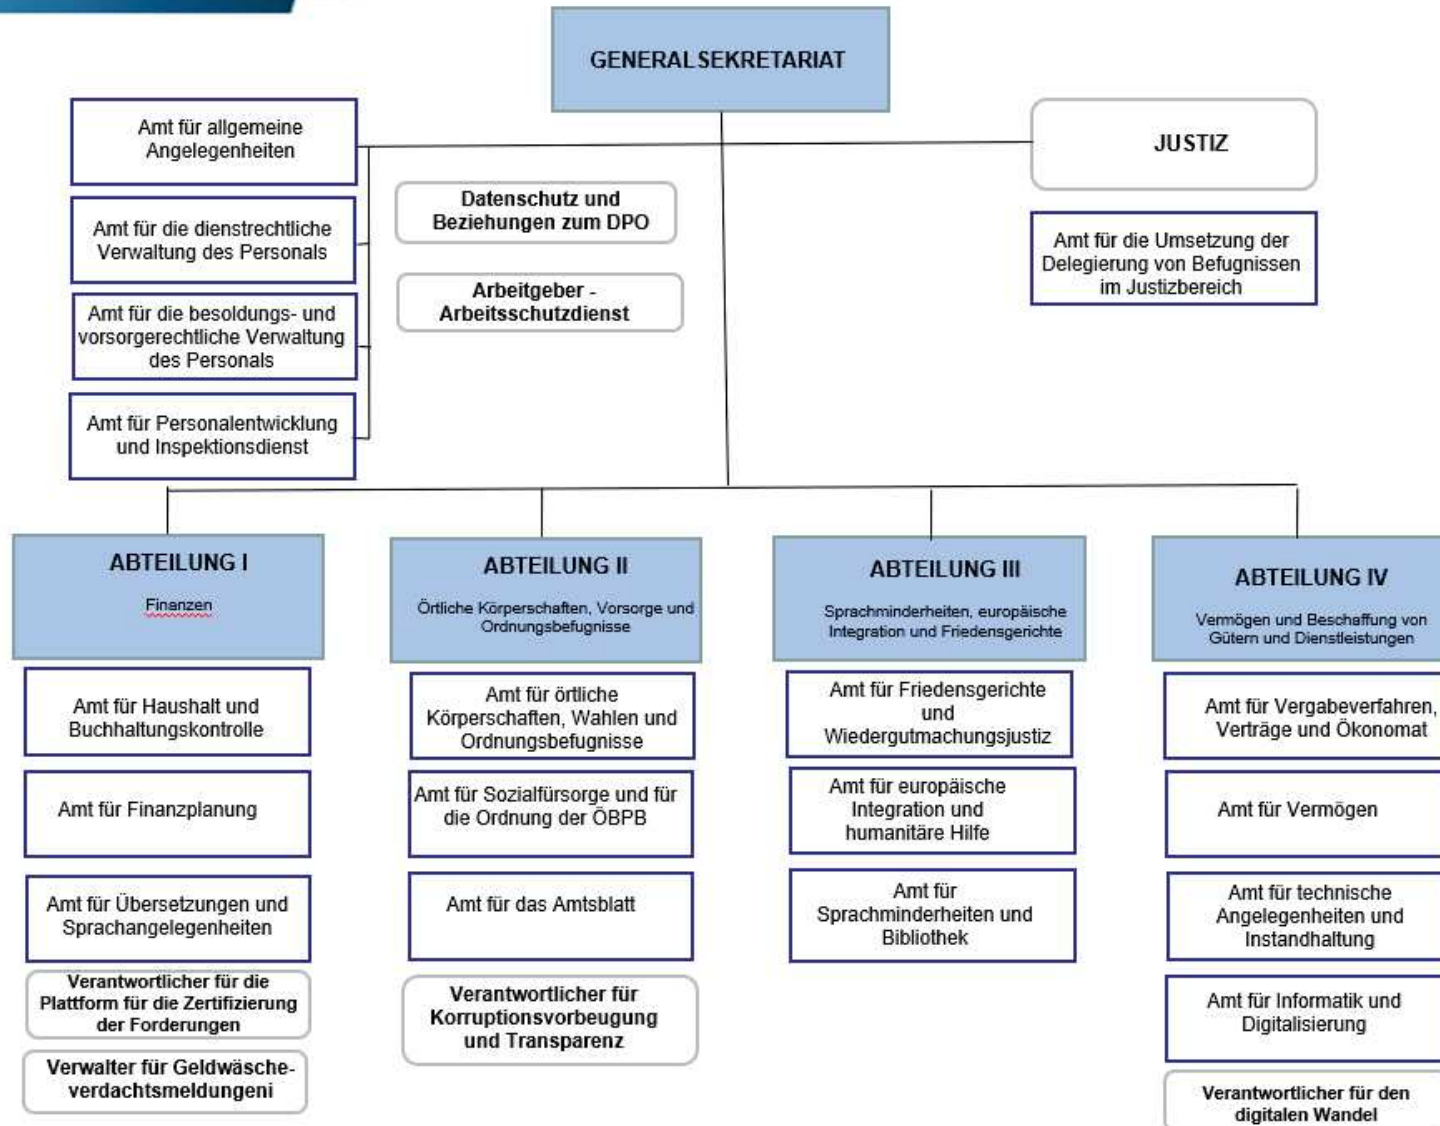 GENERALSEKRETARIAT
Amt für allgemeine
Angelegenheiten
Amt für die dienstrechtliche
Verwaltung des Personals
Amt für die besoldungs- und
vorsorgerechtliche Verwaltung
des Personals
Amt für Personalentwicklung
und Inspektionsdienst
Datenschutz und
Beziehungen zum DPO
Arbeitgeber -
Arbeitsschutzdienst
JUSTIZ
Amt für die Umsetzung der
Delegierung von Befugnissen
im Justizbereich
ABTEILUNG I
Finanzen
Amt für Haushalt und
Buchhaltungskontrolle
Amt für Finanzplanung
Amt für Übersetzungen und
Sprachangelegenheiten
Verantwortlicher für die
Plattform für die Zertifizierung
der Forderungen
Verwalter für Geldwäsche-
verdachtsmeldungeni
ABTEILUNG II
Örtliche Körperschaften, Vorsorge und
Ordnungsbefugnisse
Amt für örtliche
Körperschaften, Wahlen und
Ordnungsbefugnisse
Amt für Sozialfürsorge und für
die Ordnung der ÖBPB
Amt für das Amtsblatt
Verantwortlicher für
Korruptionsvorbeugung
und Transparenz
ABTEILUNG III
Sprachminderheiten, europäische
Integration und Friedensgerichte
Amt für Friedensgerichte
und
Wiedergutmachungsjustiz
Amt für europäische
Integration und
humanitäre Hilfe
Amt für
Sprachminderheiten und
Bibliothek
ABTEILUNG IV
Vermögen und Beschaffung von
Gütern und Dienstleistungen
Amt für Vergabeverfahren,
Verträge und Ökonomat
Amt für Vermögen
Amt für technische
Angelegenheiten und
Instandhaltung
Amt für Informatik und
Digitalisierung
Verantwortlicher für den
digitalen Wandel